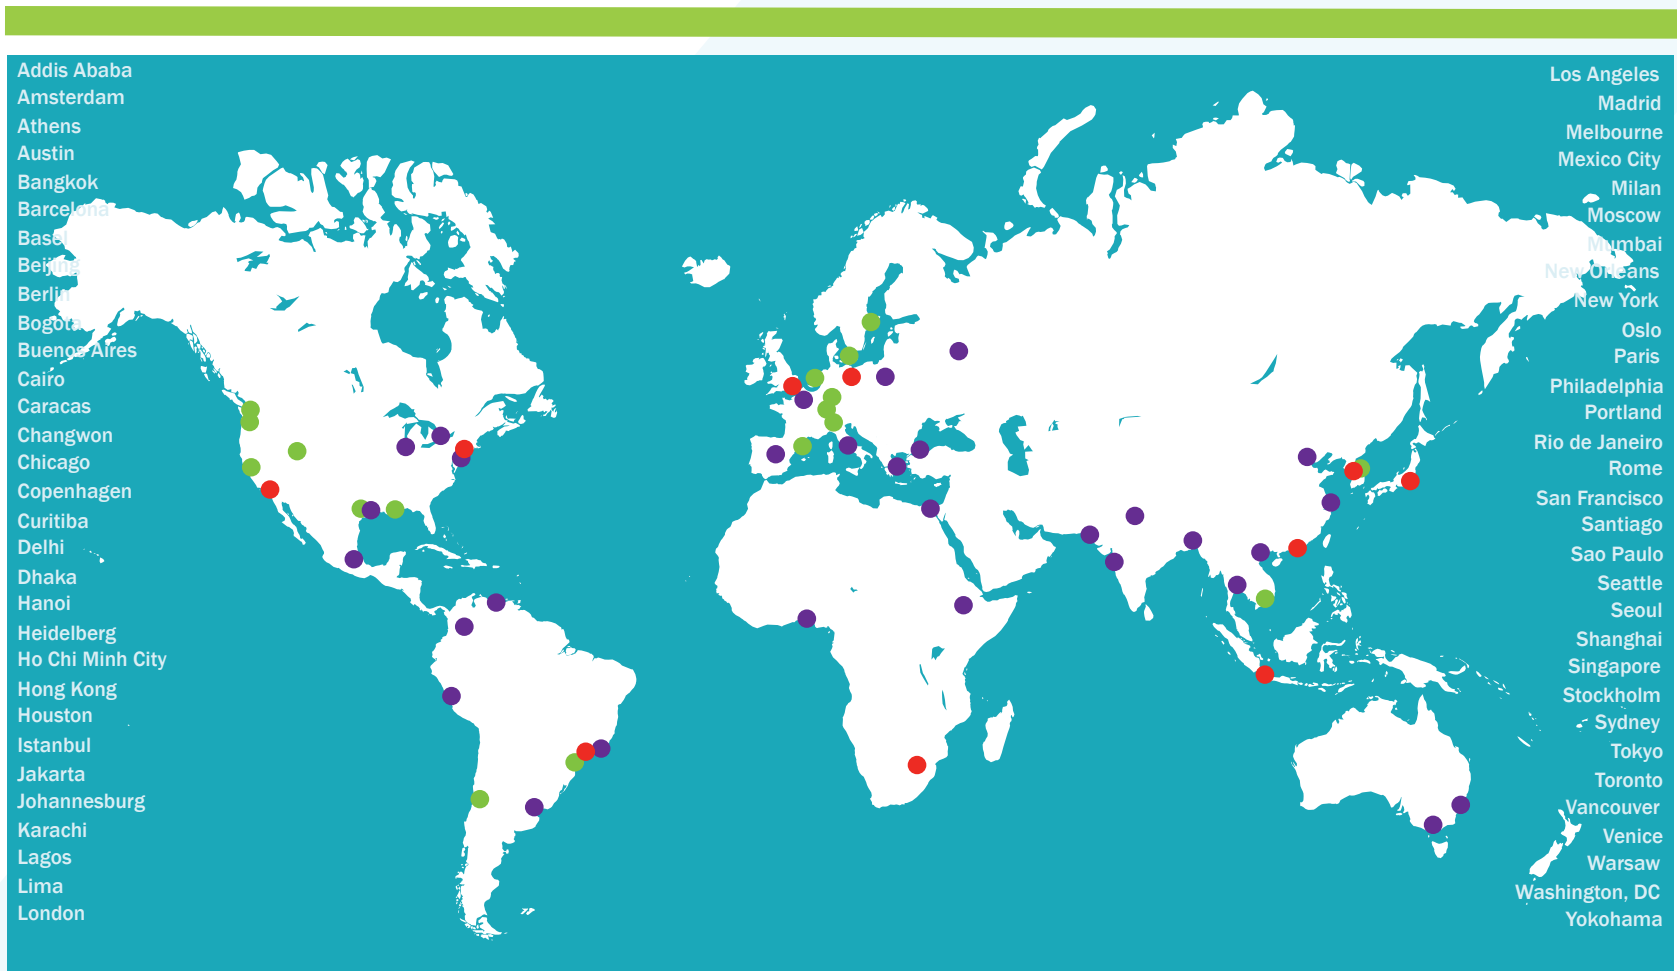 Addis Ababa
Amsterdam
Athens
Austin
Bangkok
Barcelona
Basel
Beijing
Berlin
Bogota
Buenos Aires
Cairo
Caracas
Changwon
Chicago
Copenhagen
Curitiba
Delhi
Dhaka
Hanoi
Heidelberg
Ho Chi Minh City
Hong Kong
Houston
Istanbul
Jakarta
Johannesburg
Karachi
Lagos
Lima
London
Los Angeles
Madrid
Melbourne
Mexico City
Milan
Moscow
Mumbai
New Orleans
New York
Oslo
Paris
Philadelphia
Portland
Rio de Janeiro
Rome
San Francisco
Santiago
Sao Paulo
Seattle
Seoul
Shanghai
Singapore
Stockholm
Sydney
Tokyo
Toronto
Vancouver
Venice
Warsaw
Washington, DC
Yokohama